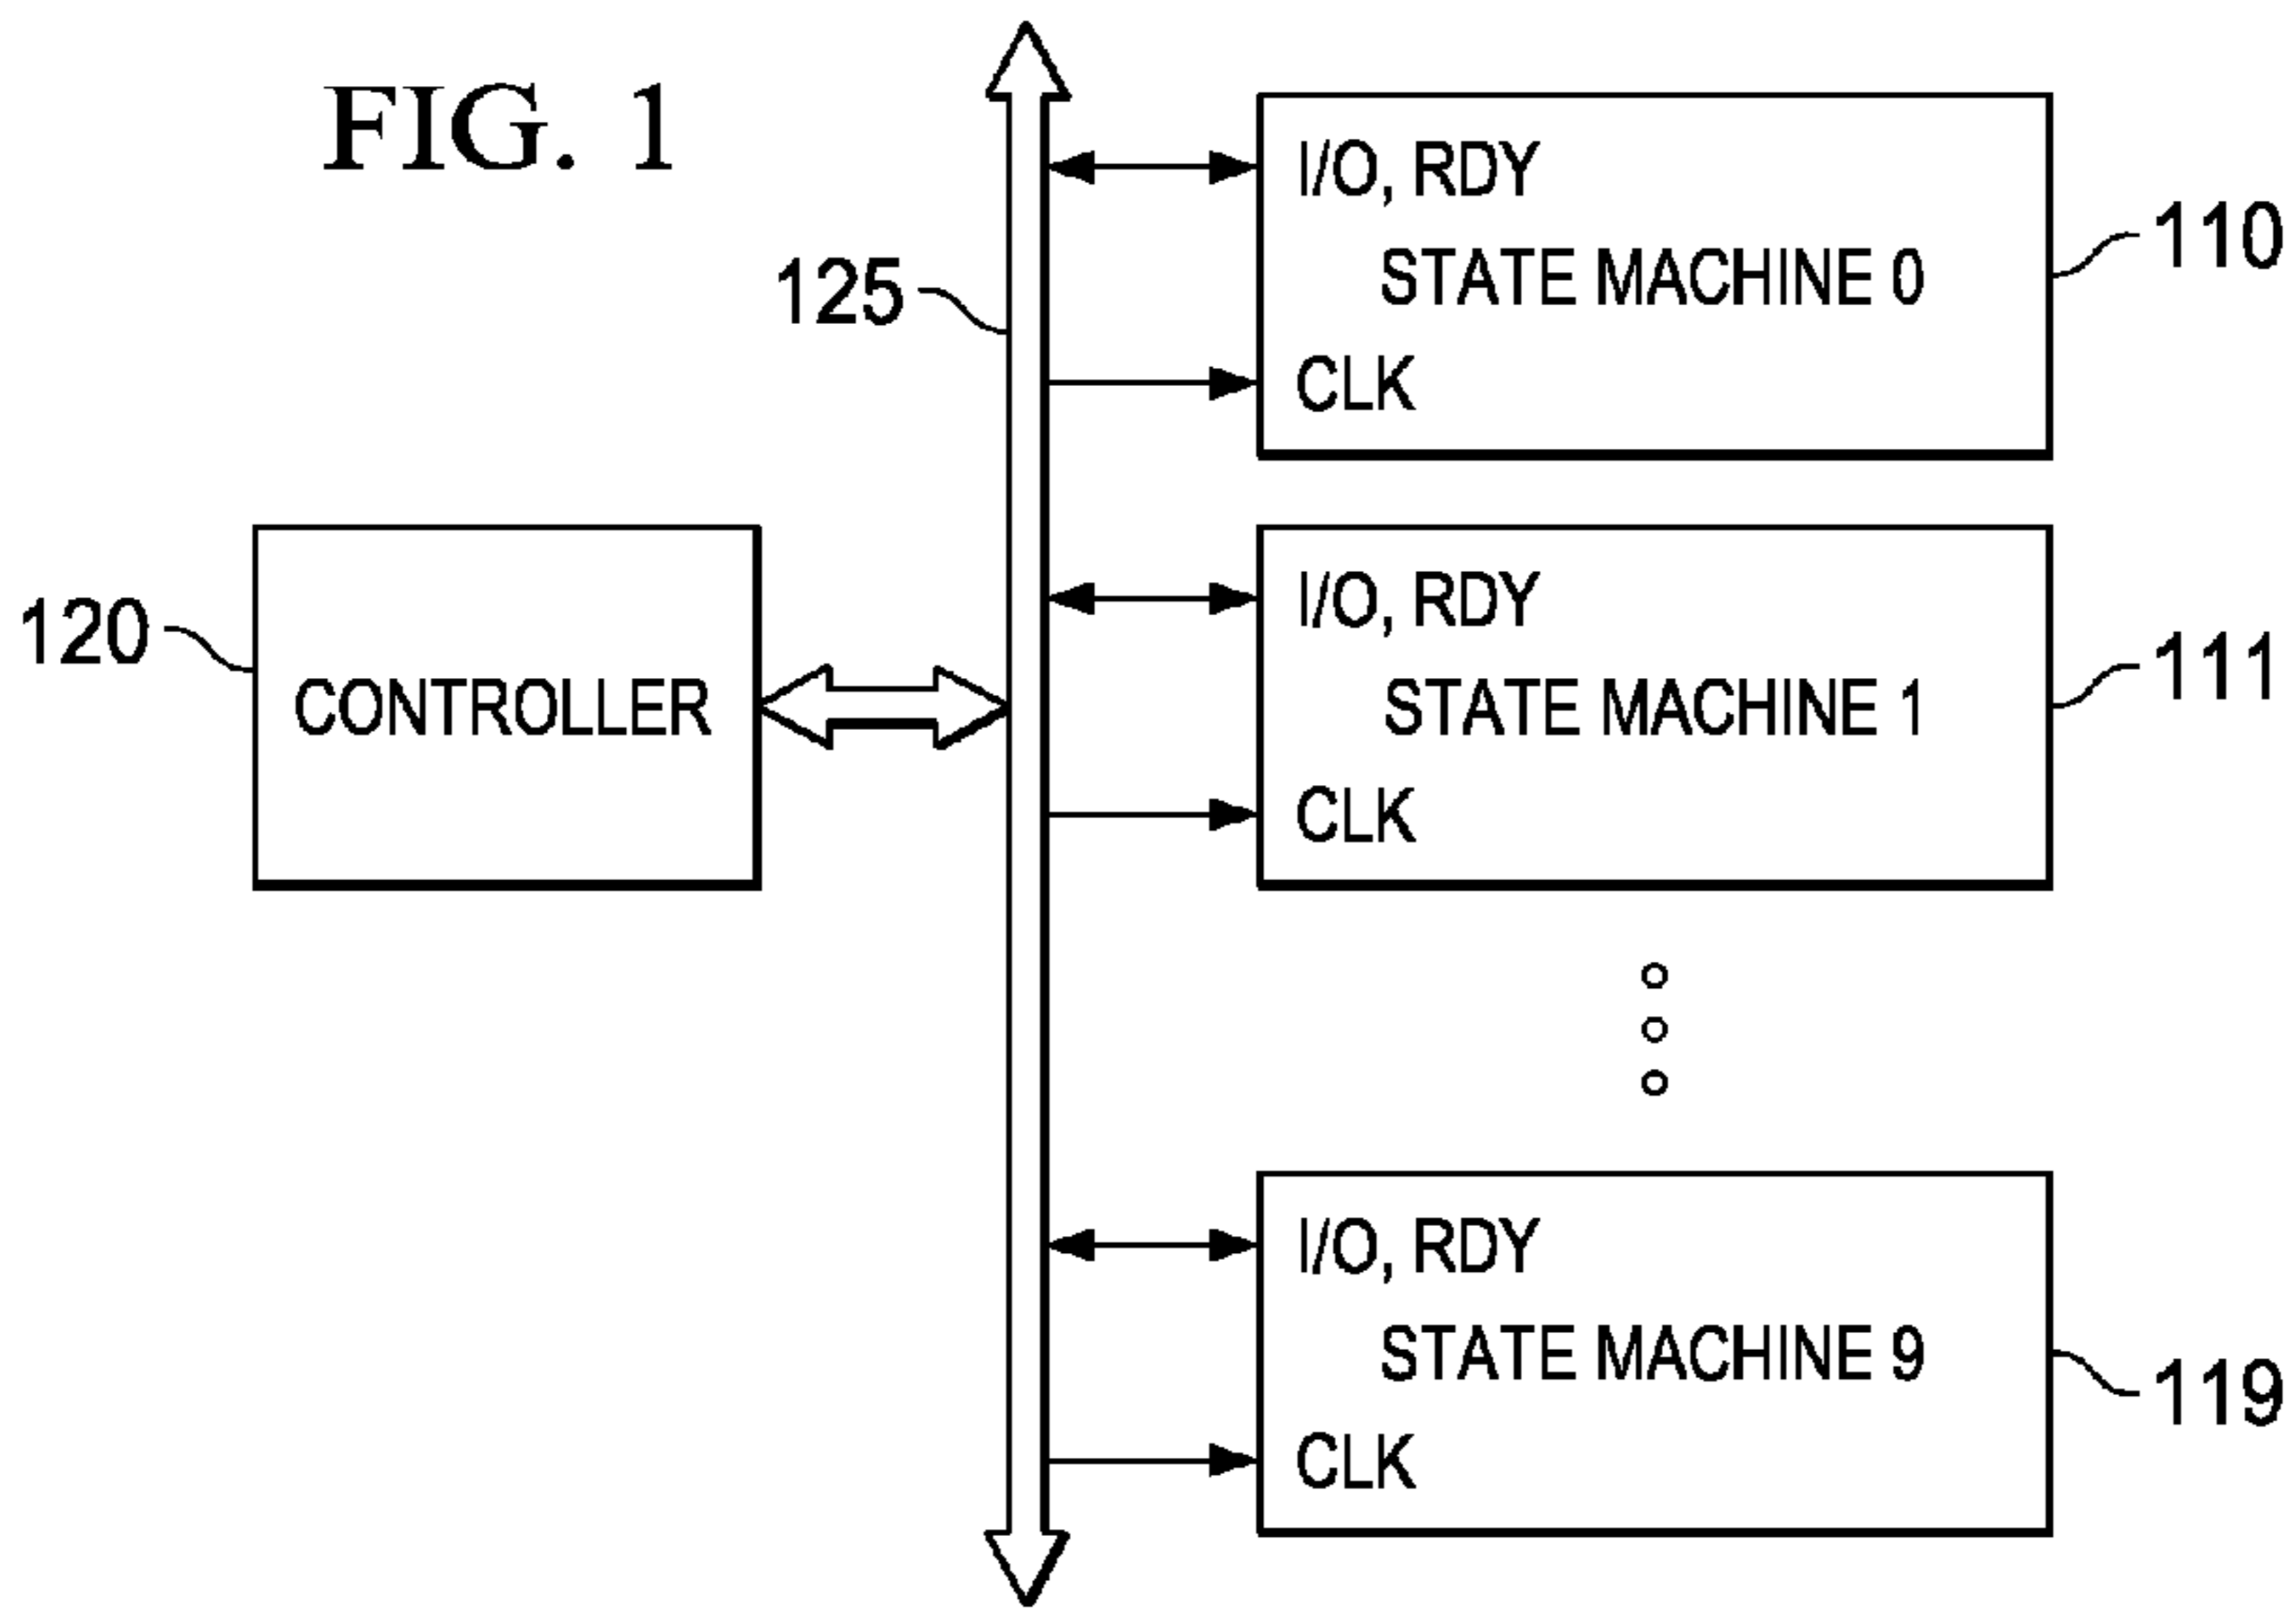 FIG. 1
125
I/O, RDY
STATE MACHINE 0
CLK
110
120
CONTROLLER
I/O, RDY
STATE MACHINE 1
CLK
111
I/O, RDY
STATE MACHINE 9
CLK
119